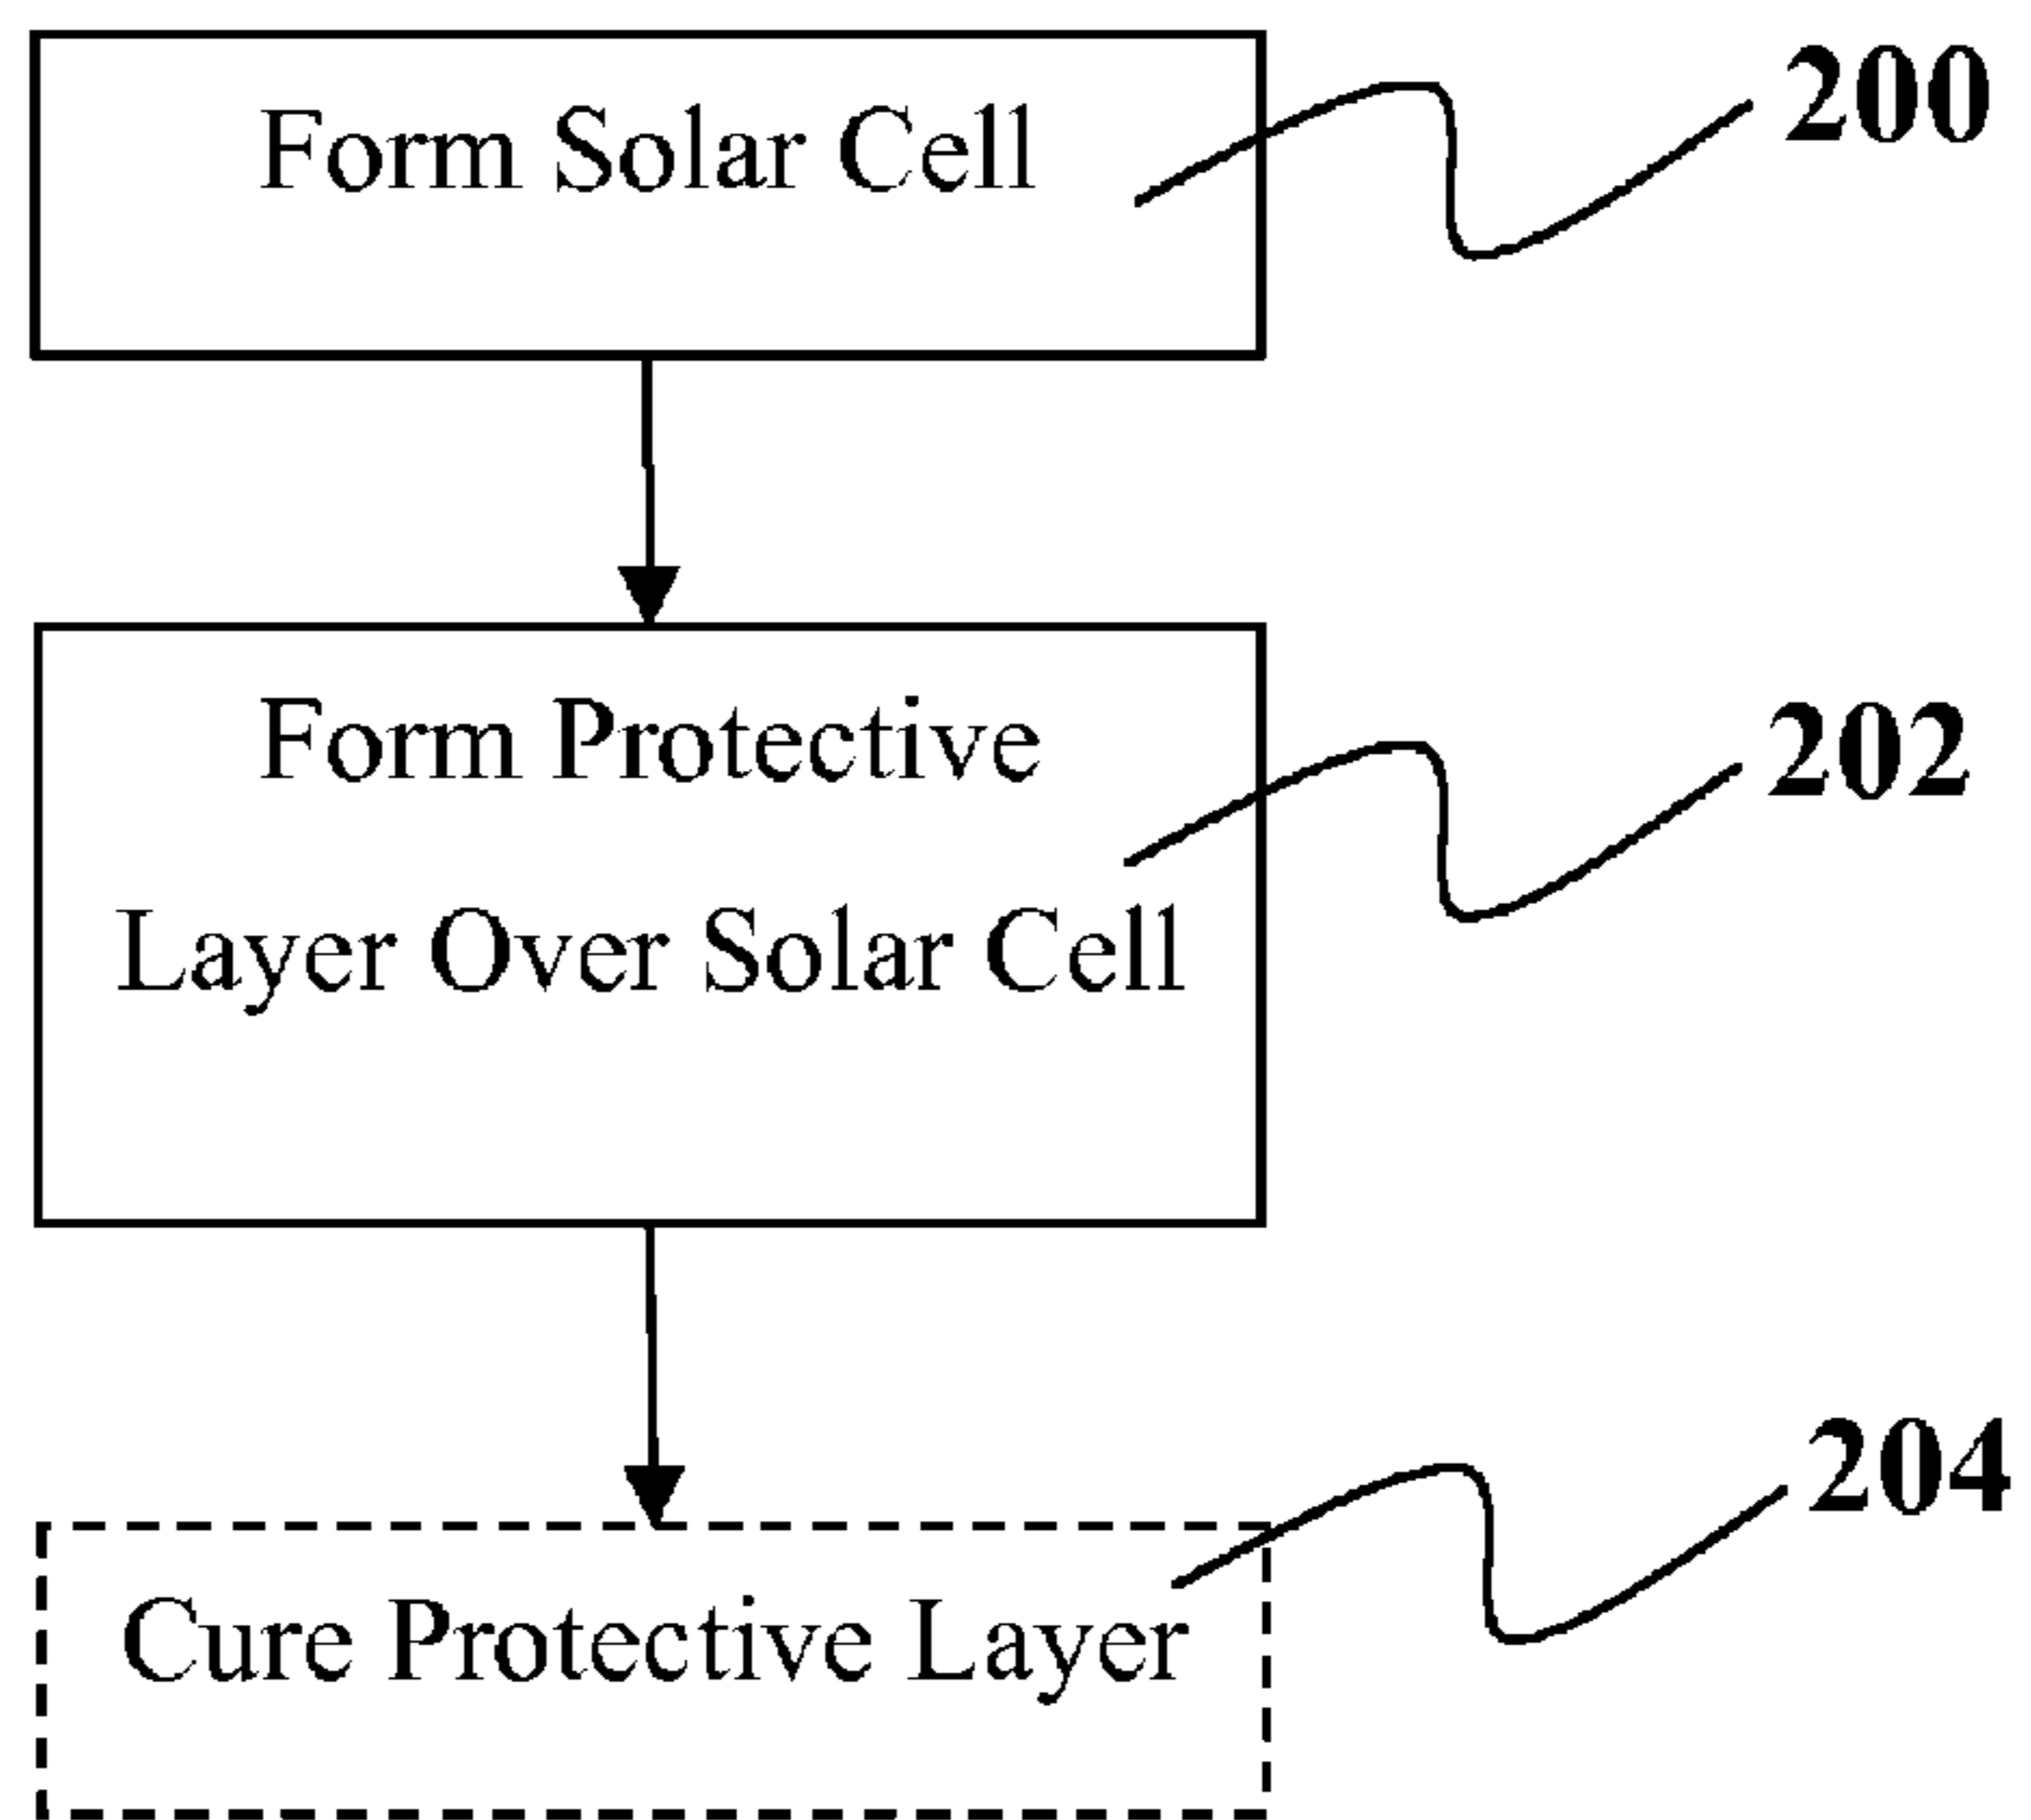 Form Solar Cell
200
Form Protective
Layer Over Solar Cell
202
Cure Protective Layer
204